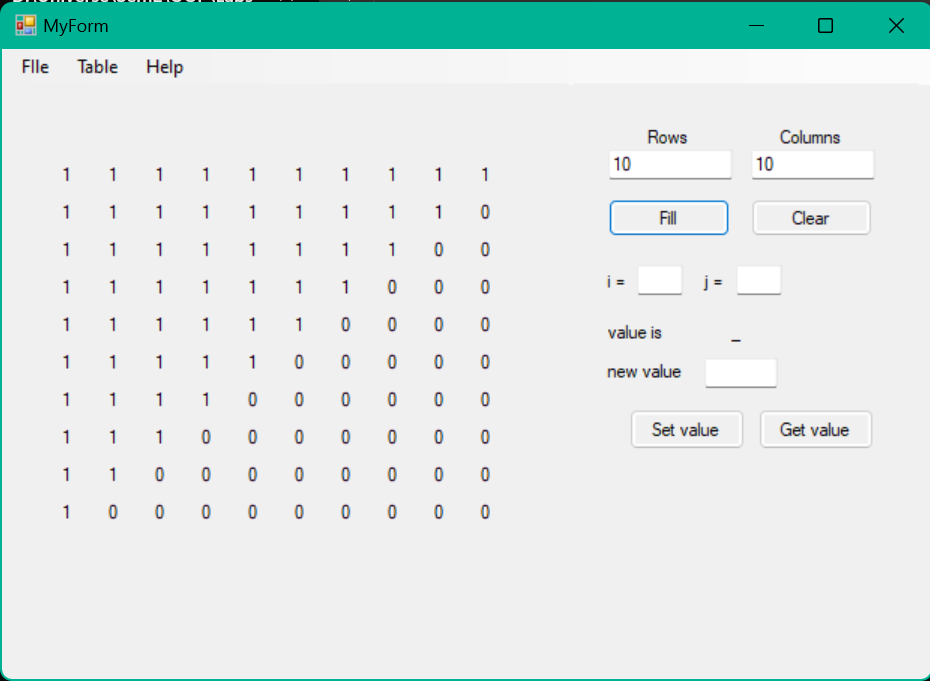 MyForm
FIle Table Help
Rows Columns
10 10
1 1 1 1 1 1 1 1 1 1
Fill Clear
1 1 1 1 1 1 1 1 1 0
1 1 1 1 1 1 1 1 0 0
i = j =
1 1 1 1 1 1 1 0 0 0
1 1 1 1 1 1 0 0 0 0
value is _
1 1 1 1 1 0 0 0 0 0
new value
1 1 1 1 0 0 0 0 0 0
1 1 1 0 0 0 0 0 0 0
Set value Get value
1 1 0 0 0 0 0 0 0 0
1 0 0 0 0 0 0 0 0 0